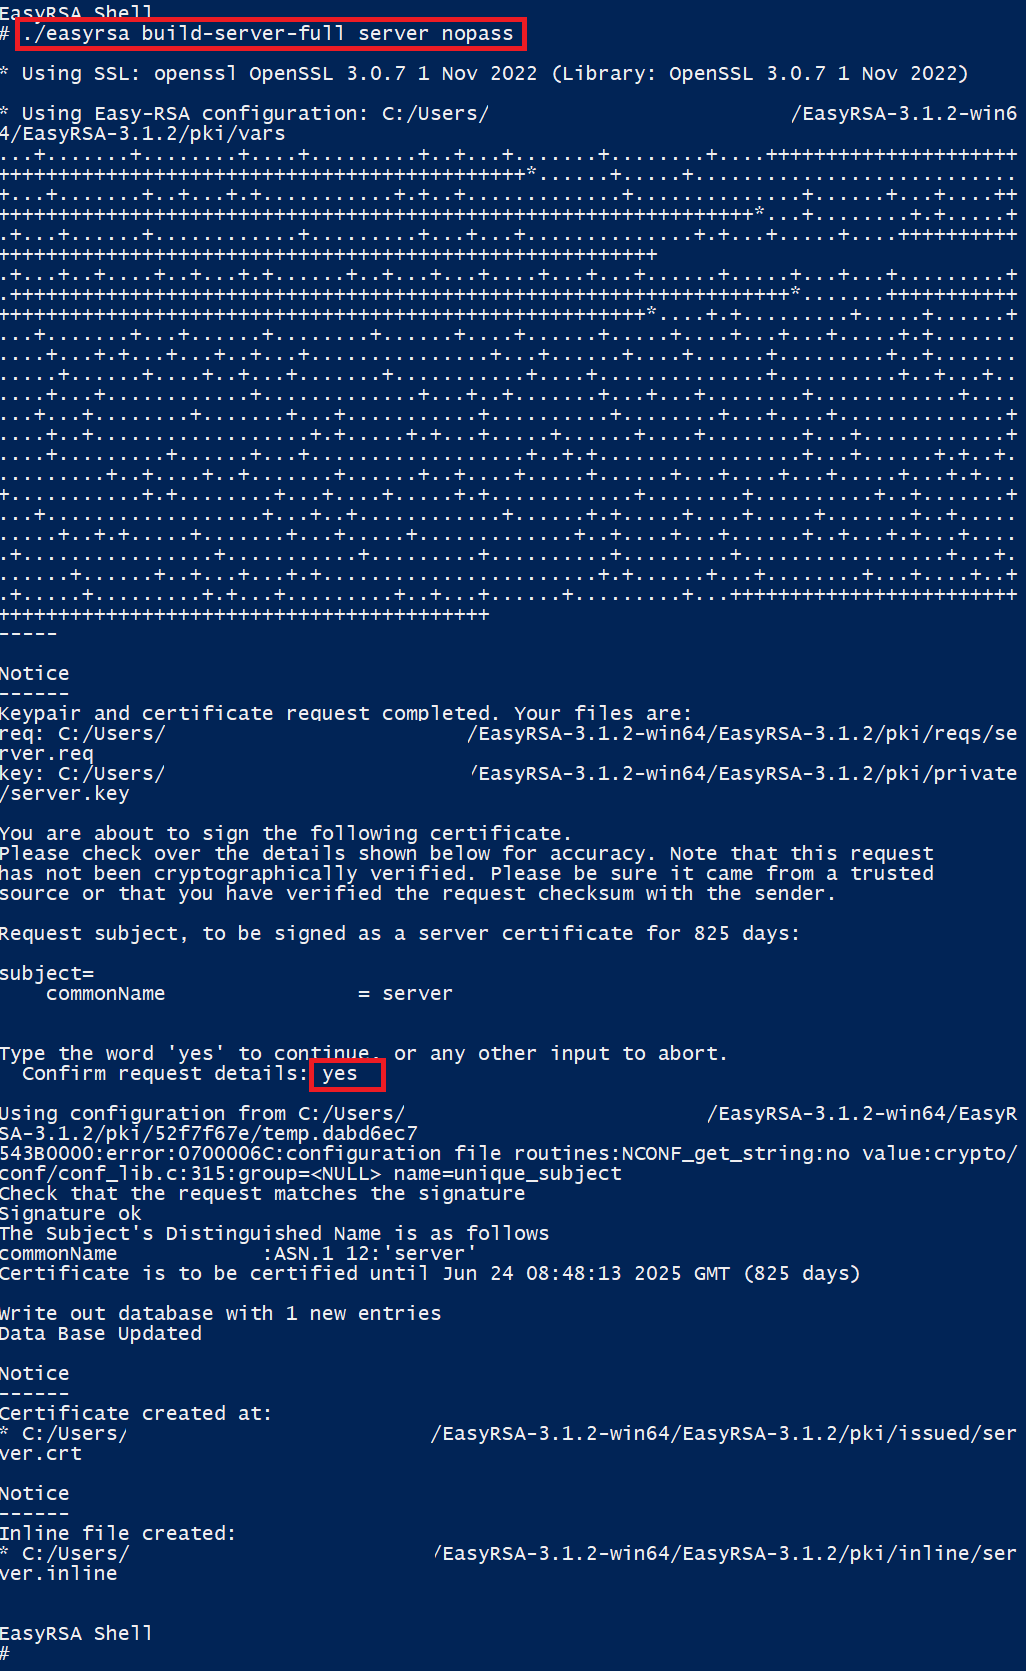 EasyRSA Shell
# ./easyrsa build-server-full server nopass
* Using SSL: openssl OpenSSL 3.0.7 1 Nov 2022 (Library: OpenSSL 3.0.7 1 Nov 2022)
* Using Easy-RSA configuration: C:/Users/ /EasyRSA-3.1.2-win6
4/EasyRSA-3.1.2/pki/vars
-----
Notice
------
Keypair and certificate request completed. Your files are:
req: C:/Users/ /EasyRSA-3.1.2-win64/EasyRSA-3.1.2/pki/reqs/se
rver.req
key: C:/Users/ /EasyRSA-3.1.2-win64/EasyRSA-3.1.2/pki/private
/server.key
You are about to sign the following certificate.
Please check over the details shown below for accuracy. Note that this request
has not been cryptographically verified. Please be sure it came from a trusted
source or that you have verified the request checksum with the sender.
Request subject, to be signed as a server certificate for 825 days:
subject=
commonName = server
Type the word 'yes' to continue, or any other input to abort.
Confirm request details: yes
Using configuration from C:/Users/ /EasyRSA-3.1.2-win64/EasyR
SA-3.1.2/pki/52f7f67e/temp.dabd6ec7
543B0000:error:0700006C:configuration file routines:NCONF_get_string:no value:crypto/
conf/conf_lib.c:315:group=<NULL> name=unique_subject
Check that the request matches the signature
Signature ok
The Subject's Distinguished Name is as follows
commonName :ASN.1 12:'server'
Certificate is to be certified until Jun 24 08:48:13 2025 GMT (825 days)
Write out database with 1 new entries
Data Base Updated
Notice
------
Certificate created at:
* C:/Users/ /EasyRSA-3.1.2-win64/EasyRSA-3.1.2/pki/issued/ser
ver.crt
Notice
------
Inline file created:
* C:/Users/ /EasyRSA-3.1.2-win64/EasyRSA-3.1.2/pki/inline/ser
ver.inline
EasyRSA Shell
#